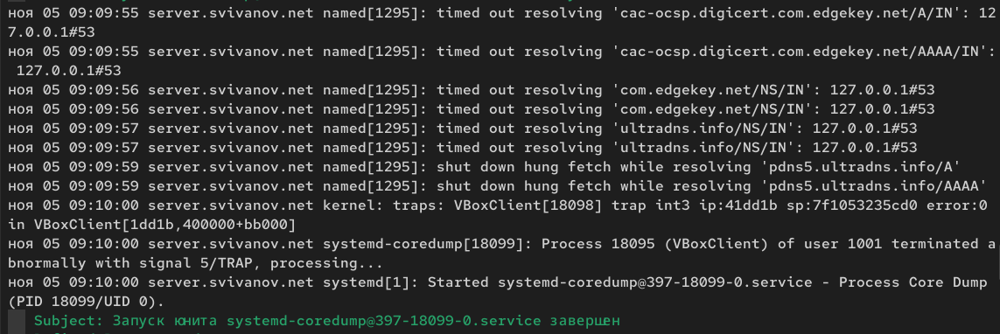 ноя 05 09:09:55 server.svivanov.net named[1295]: timed out resolving 'cac-ocsp.digicert.com.edgekey.net/A/IN': 12
7.0.0.1#53
ноя 05 09:09:55 server.svivanov.net named[1295]: timed out resolving 'cac-ocsp.digicert.com.edgekey.net/AAAA/IN':
127.0.0.1#53
ноя 05 09:09:56 server.svivanov.net named[1295]: timed out resolving 'com.edgekey.net/NS/IN': 127.0.0.1#53
ноя 05 09:09:56 server.svivanov.net named[1295]: timed out resolving 'com.edgekey.net/NS/IN': 127.0.0.1#53
ноя 05 09:09:57 server.svivanov.net named[1295]: timed out resolving 'ultradns.info/NS/IN': 127.0.0.1#53
ноя 05 09:09:57 server.svivanov.net named[1295]: timed out resolving 'ultradns.info/NS/IN': 127.0.0.1#53
ноя 05 09:09:59 server.svivanov.net named[1295]: shut down hung fetch while resolving 'pdns5.ultradns.info/A'
ноя 05 09:09:59 server.svivanov.net named[1295]: shut down hung fetch while resolving 'pdns5.ultradns.info/AAAA'
ноя 05 09:10:00 server.svivanov.net kernel: traps: VBoxClient[18098] trap int3 ip:41dd1b sp:7f1053235cd0 error:0
in VBoxClient[1dd1b,400000+bb000]
ноя 05 09:10:00 server.svivanov.net systemd-coredump[18099]: Process 18095 (VBoxClient) of user 1001 terminated a
bnormally with signal 5/TRAP, processing...
ноя 05 09:10:00 server.svivanov.net systemd[1]: Started systemd-coredump@397-18099-0.service - Process Core Dump
(PID 18099/UID 0).
Subject: Запуск юнита systemd-coredump@397-18099-0.service завершен